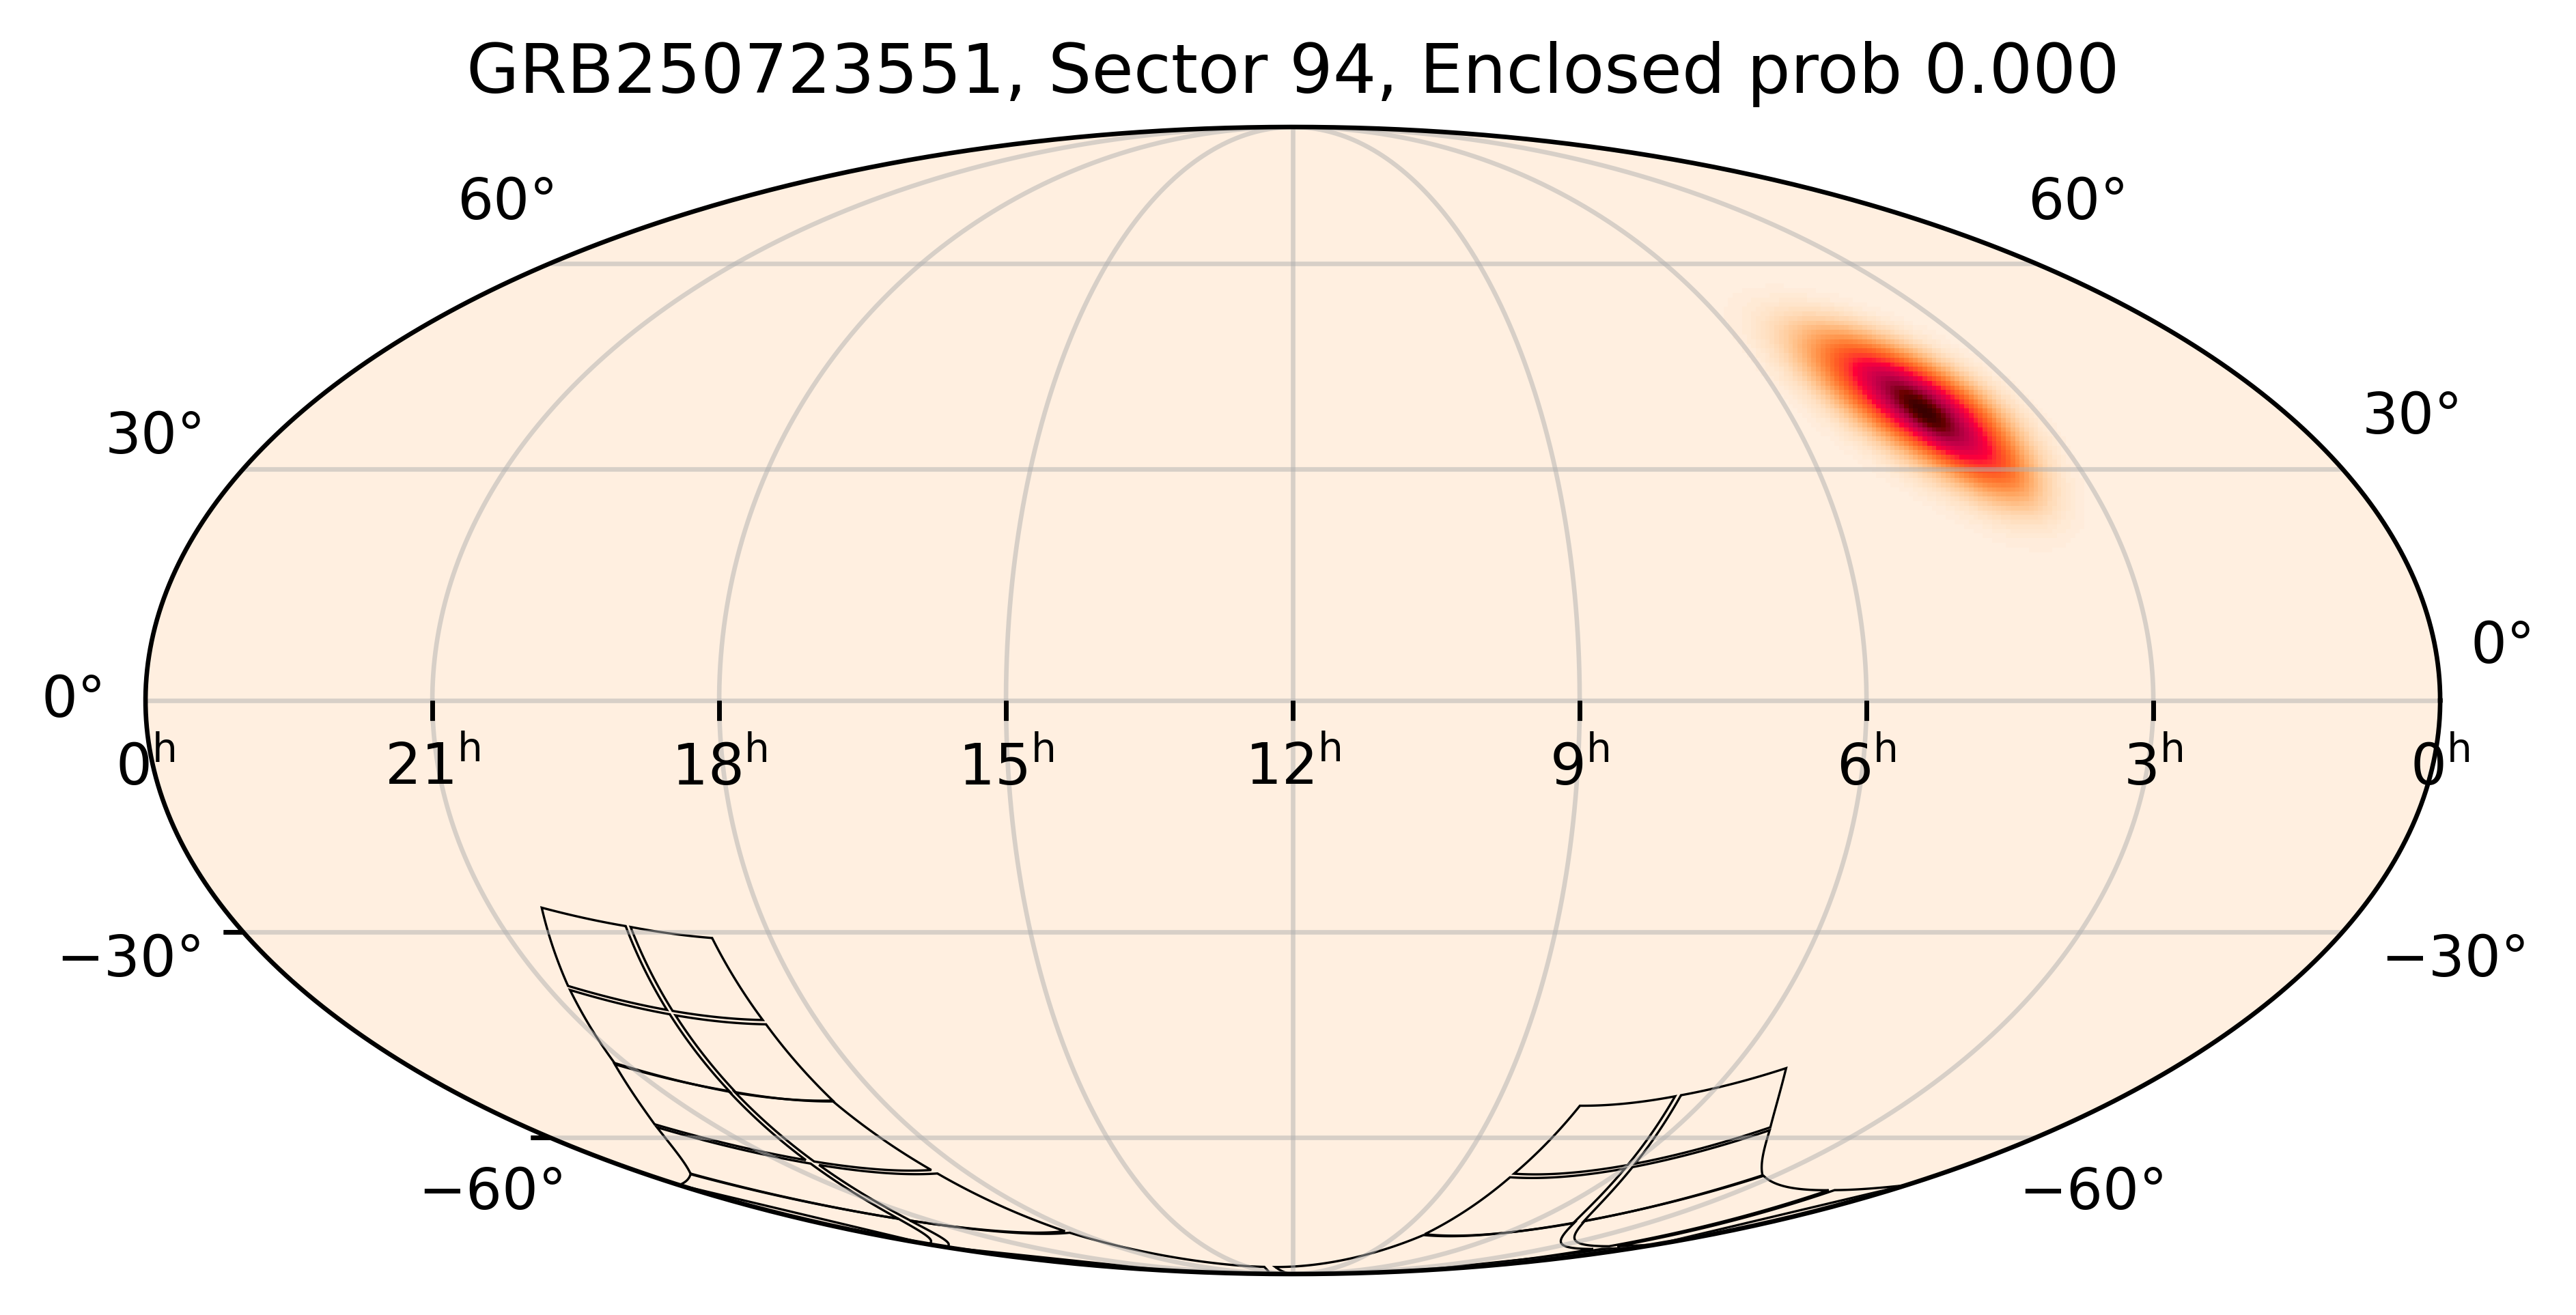 GRB250723551, Sector 94, Enclosed prob 0.000
60° 60°
30° 30°
0° 0°
0ʰ 21ʰ 18ʰ 15ʰ 12ʰ 9ʰ 6ʰ 3ʰ 0ʰ
−30° −30°
−60° −60°